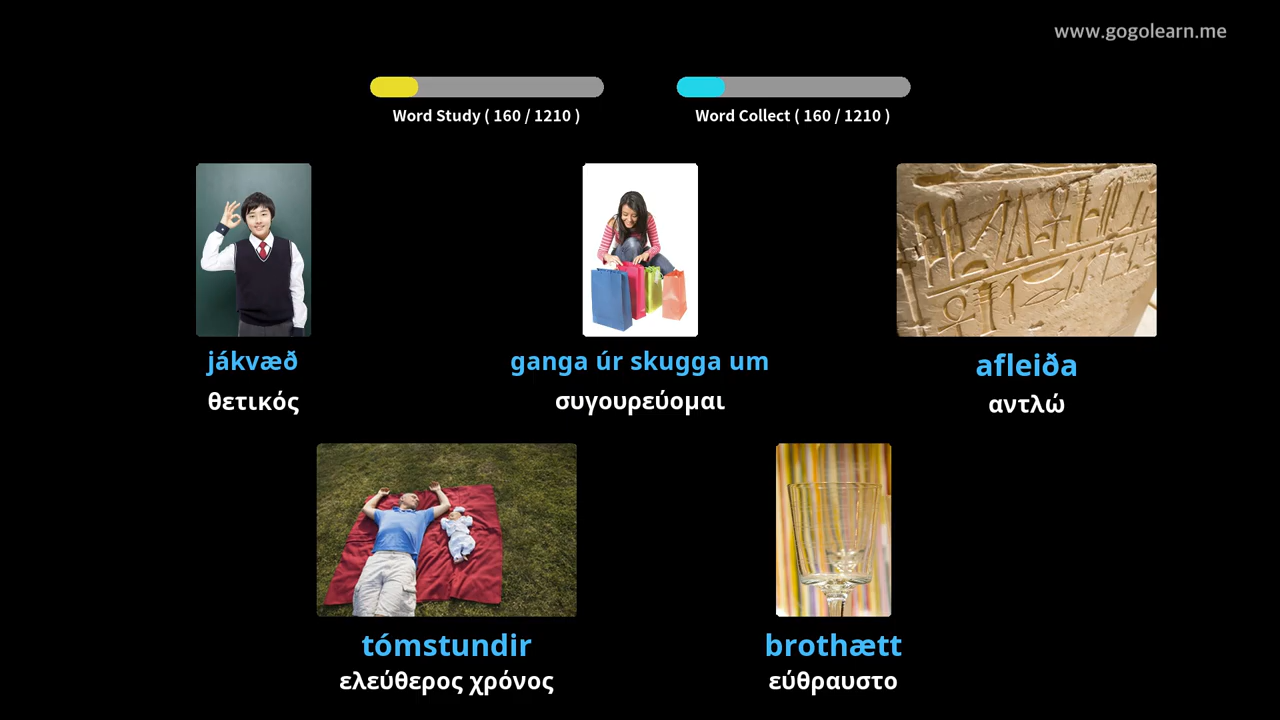 www.gogolearn.me
Word Study ( 160 / 1210 )
Word Collect ( 160 / 1210 )
jákvæð
θετικός
ganga úr skugga um
συγουρεύομαι
afleiða
αντλώ
tómstundir
ελεύθερος χρόνος
brothætt
εύθραυστο